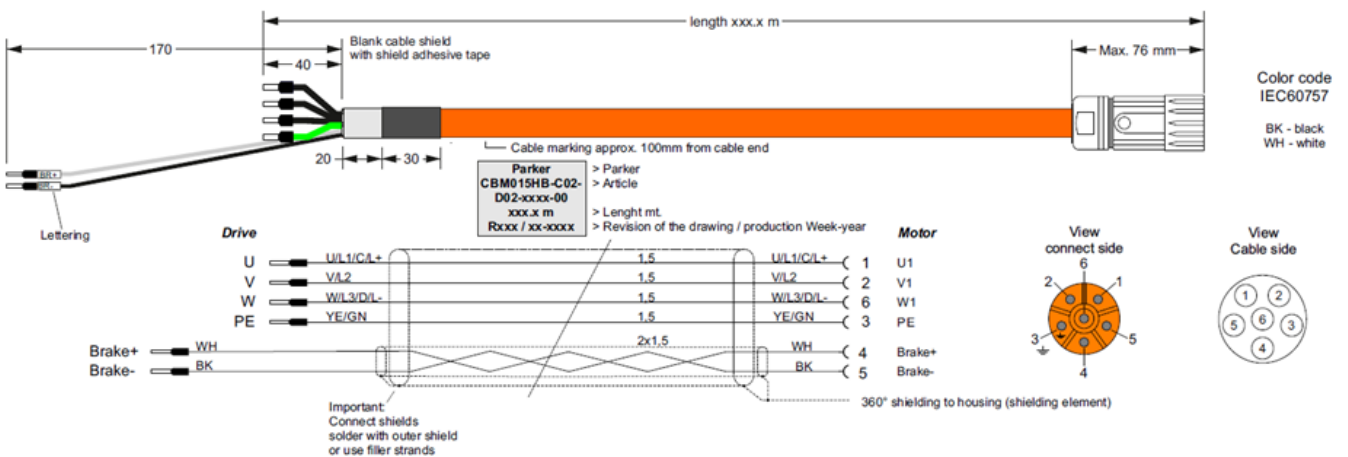 length xxx.x m
170
Blank cable shield
with shield adhesive tape
Max. 76 mm
40
Color code
IEC60757
BK - black
WH - white
Cable marking approx. 100mm from cable end
20
30
BR+
BR-
Lettering
Parker > Parker
CBM015HB-C02- > Article
D02-xxxx-00
xxx.x m > Lenght mt.
Rxxx / xx-xxxx > Revision of the drawing / production Week-year
Drive
Motor
View
connect side
View
Cable side
U U/L1/C/L+ 1,5 U/L1/C/L+ 1 U1
V V/L2 1,5 V/L2 2 V1
W W/L3/D/L- 1,5 W/L3/D/L- 6 W1
PE YE/GN 1,5 YE/GN 3 PE
2x1,5
Brake+ WH WH 4 Brake+
Brake- BK BK 5 Brake-
6
2 1
3 5
4
1 2
5 6 3
4
360° shielding to housing (shielding element)
Important:
Connect shields
solder with outer shield
or use filler strands